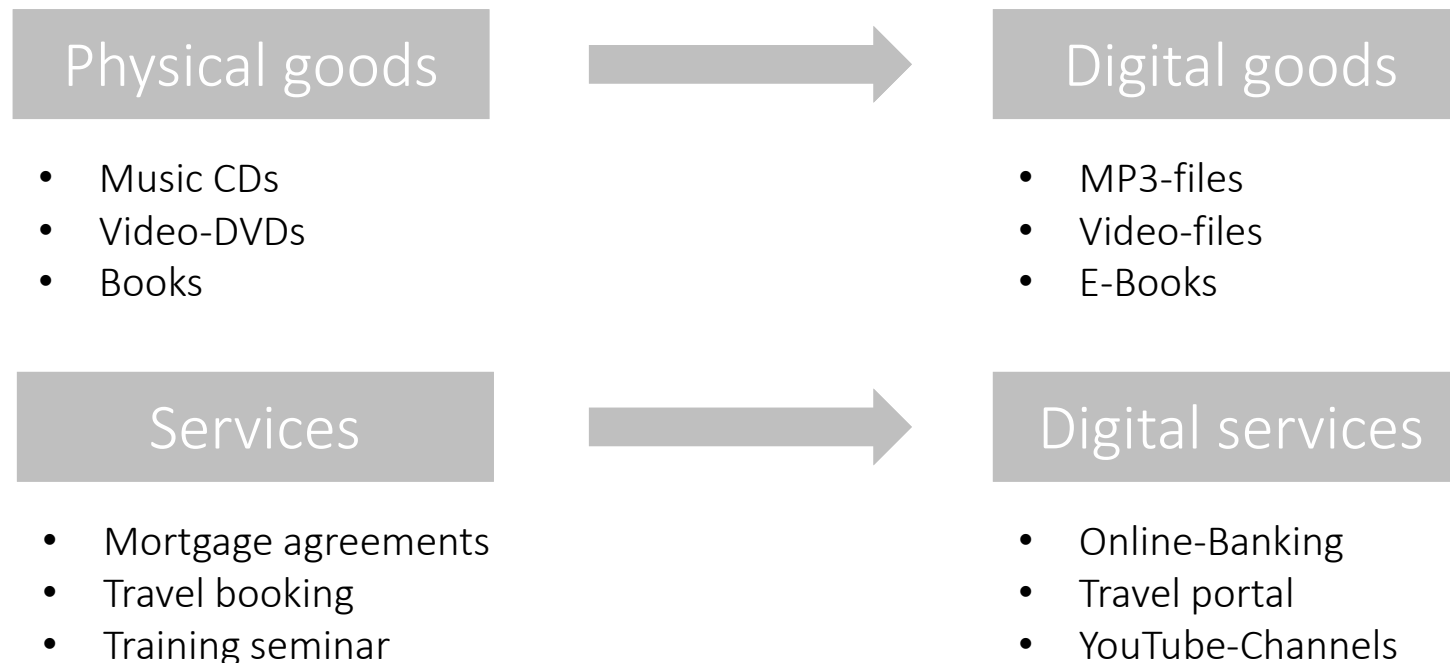 Physical goods
Digital goods
• Music CDs
• Video-DVDs
• Books
• MP3-files
• Video-files
• E-Books
Services
Digital services
• Mortgage agreements
• Travel booking
• Training seminar
• Online-Banking
• Travel portal
• YouTube-Channels